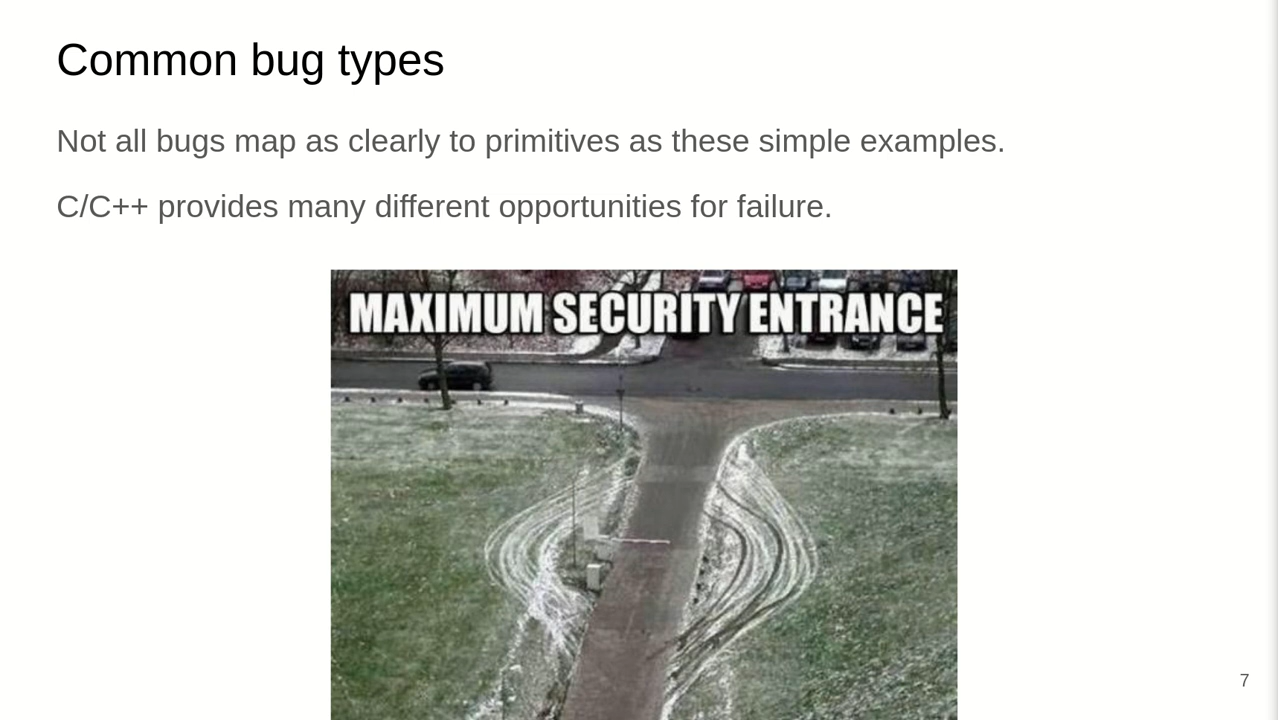 Common bug types
Not all bugs map as clearly to primitives as these simple examples.
C/C++ provides many different opportunities for failure.
MAXIMUM SECURITY ENTRANCE
7